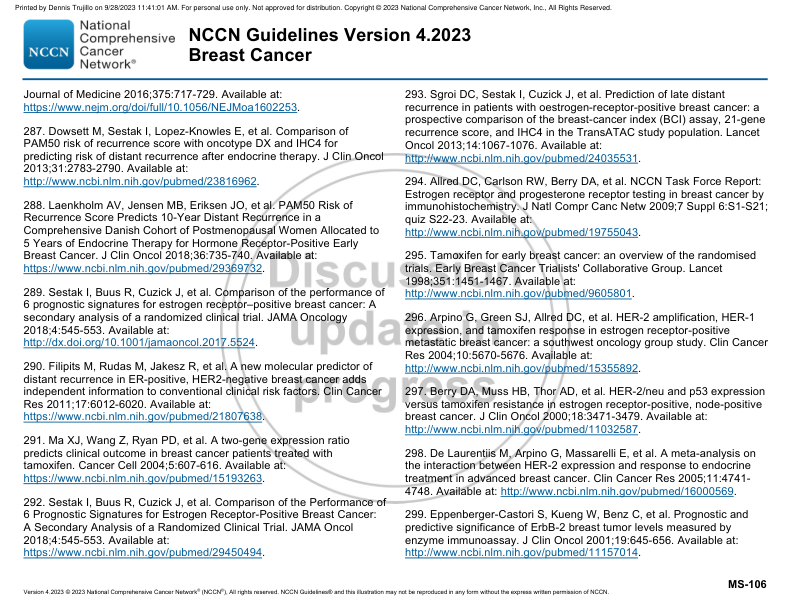 Printed by Dennis Trujillo on 9/28/2023 11:41:01 AM. For personal use only. Not approved for distribution. Copyright © 2023 National Comprehensive Cancer Network, Inc., All Rights Reserved.
NCCN
National
Comprehensive
Cancer
Network®
NCCN Guidelines Version 4.2023
Breast Cancer
Journal of Medicine 2016;375:717-729. Available at:
https://www.nejm.org/doi/full/10.1056/NEJMoa1602253.
287. Dowsett M, Sestak I, Lopez-Knowles E, et al. Comparison of
PAM50 risk of recurrence score with oncotype DX and IHC4 for
predicting risk of distant recurrence after endocrine therapy. J Clin Oncol
2013;31:2783-2790. Available at:
http://www.ncbi.nlm.nih.gov/pubmed/23816962.
288. Laenkholm AV, Jensen MB, Eriksen JO, et al. PAM50 Risk of
Recurrence Score Predicts 10-Year Distant Recurrence in a
Comprehensive Danish Cohort of Postmenopausal Women Allocated to
5 Years of Endocrine Therapy for Hormone Receptor-Positive Early
Breast Cancer. J Clin Oncol 2018;36:735-740. Available at:
https://www.ncbi.nlm.nih.gov/pubmed/29369732.
289. Sestak I, Buus R, Cuzick J, et al. Comparison of the performance of
6 prognostic signatures for estrogen receptor–positive breast cancer: A
secondary analysis of a randomized clinical trial. JAMA Oncology
2018;4:545-553. Available at:
http://dx.doi.org/10.1001/jamaoncol.2017.5524.
290. Filipits M, Rudas M, Jakesz R, et al. A new molecular predictor of
distant recurrence in ER-positive, HER2-negative breast cancer adds
independent information to conventional clinical risk factors. Clin Cancer
Res 2011;17:6012-6020. Available at:
https://www.ncbi.nlm.nih.gov/pubmed/21807638.
291. Ma XJ, Wang Z, Ryan PD, et al. A two-gene expression ratio
predicts clinical outcome in breast cancer patients treated with
tamoxifen. Cancer Cell 2004;5:607-616. Available at:
https://www.ncbi.nlm.nih.gov/pubmed/15193263.
292. Sestak I, Buus R, Cuzick J, et al. Comparison of the Performance of
6 Prognostic Signatures for Estrogen Receptor-Positive Breast Cancer:
A Secondary Analysis of a Randomized Clinical Trial. JAMA Oncol
2018;4:545-553. Available at:
https://www.ncbi.nlm.nih.gov/pubmed/29450494.
293. Sgroi DC, Sestak I, Cuzick J, et al. Prediction of late distant
recurrence in patients with oestrogen-receptor-positive breast cancer: a
prospective comparison of the breast-cancer index (BCI) assay, 21-gene
recurrence score, and IHC4 in the TransATAC study population. Lancet
Oncol 2013;14:1067-1076. Available at:
http://www.ncbi.nlm.nih.gov/pubmed/24035531.
294. Allred DC, Carlson RW, Berry DA, et al. NCCN Task Force Report:
Estrogen receptor and progesterone receptor testing in breast cancer by
immunohistochemistry. J Natl Compr Canc Netw 2009;7 Suppl 6:S1-S21;
quiz S22-23. Available at:
http://www.ncbi.nlm.nih.gov/pubmed/19755043.
295. Tamoxifen for early breast cancer: an overview of the randomised
trials. Early Breast Cancer Trialists' Collaborative Group. Lancet
1998;351:1451-1467. Available at:
http://www.ncbi.nlm.nih.gov/pubmed/9605801.
296. Arpino G, Green SJ, Allred DC, et al. HER-2 amplification, HER-1
expression, and tamoxifen response in estrogen receptor-positive
metastatic breast cancer: a southwest oncology group study. Clin Cancer
Res 2004;10:5670-5676. Available at:
http://www.ncbi.nlm.nih.gov/pubmed/15355892.
297. Berry DA, Muss HB, Thor AD, et al. HER-2/neu and p53 expression
versus tamoxifen resistance in estrogen receptor-positive, node-positive
breast cancer. J Clin Oncol 2000;18:3471-3479. Available at:
http://www.ncbi.nlm.nih.gov/pubmed/11032587.
298. De Laurentiis M, Arpino G, Massarelli E, et al. A meta-analysis on
the interaction between HER-2 expression and response to endocrine
treatment in advanced breast cancer. Clin Cancer Res 2005;11:4741-
4748. Available at: http://www.ncbi.nlm.nih.gov/pubmed/16000569.
299. Eppenberger-Castori S, Kueng W, Benz C, et al. Prognostic and
predictive significance of ErbB-2 breast tumor levels measured by
enzyme immunoassay. J Clin Oncol 2001;19:645-656. Available at:
http://www.ncbi.nlm.nih.gov/pubmed/11157014.
Discussion
update in
progress
MS-106
Version 4.2023 © 2023 National Comprehensive Cancer Network® (NCCN®), All rights reserved. NCCN Guidelines® and this illustration may not be reproduced in any form without the express written permission of NCCN.